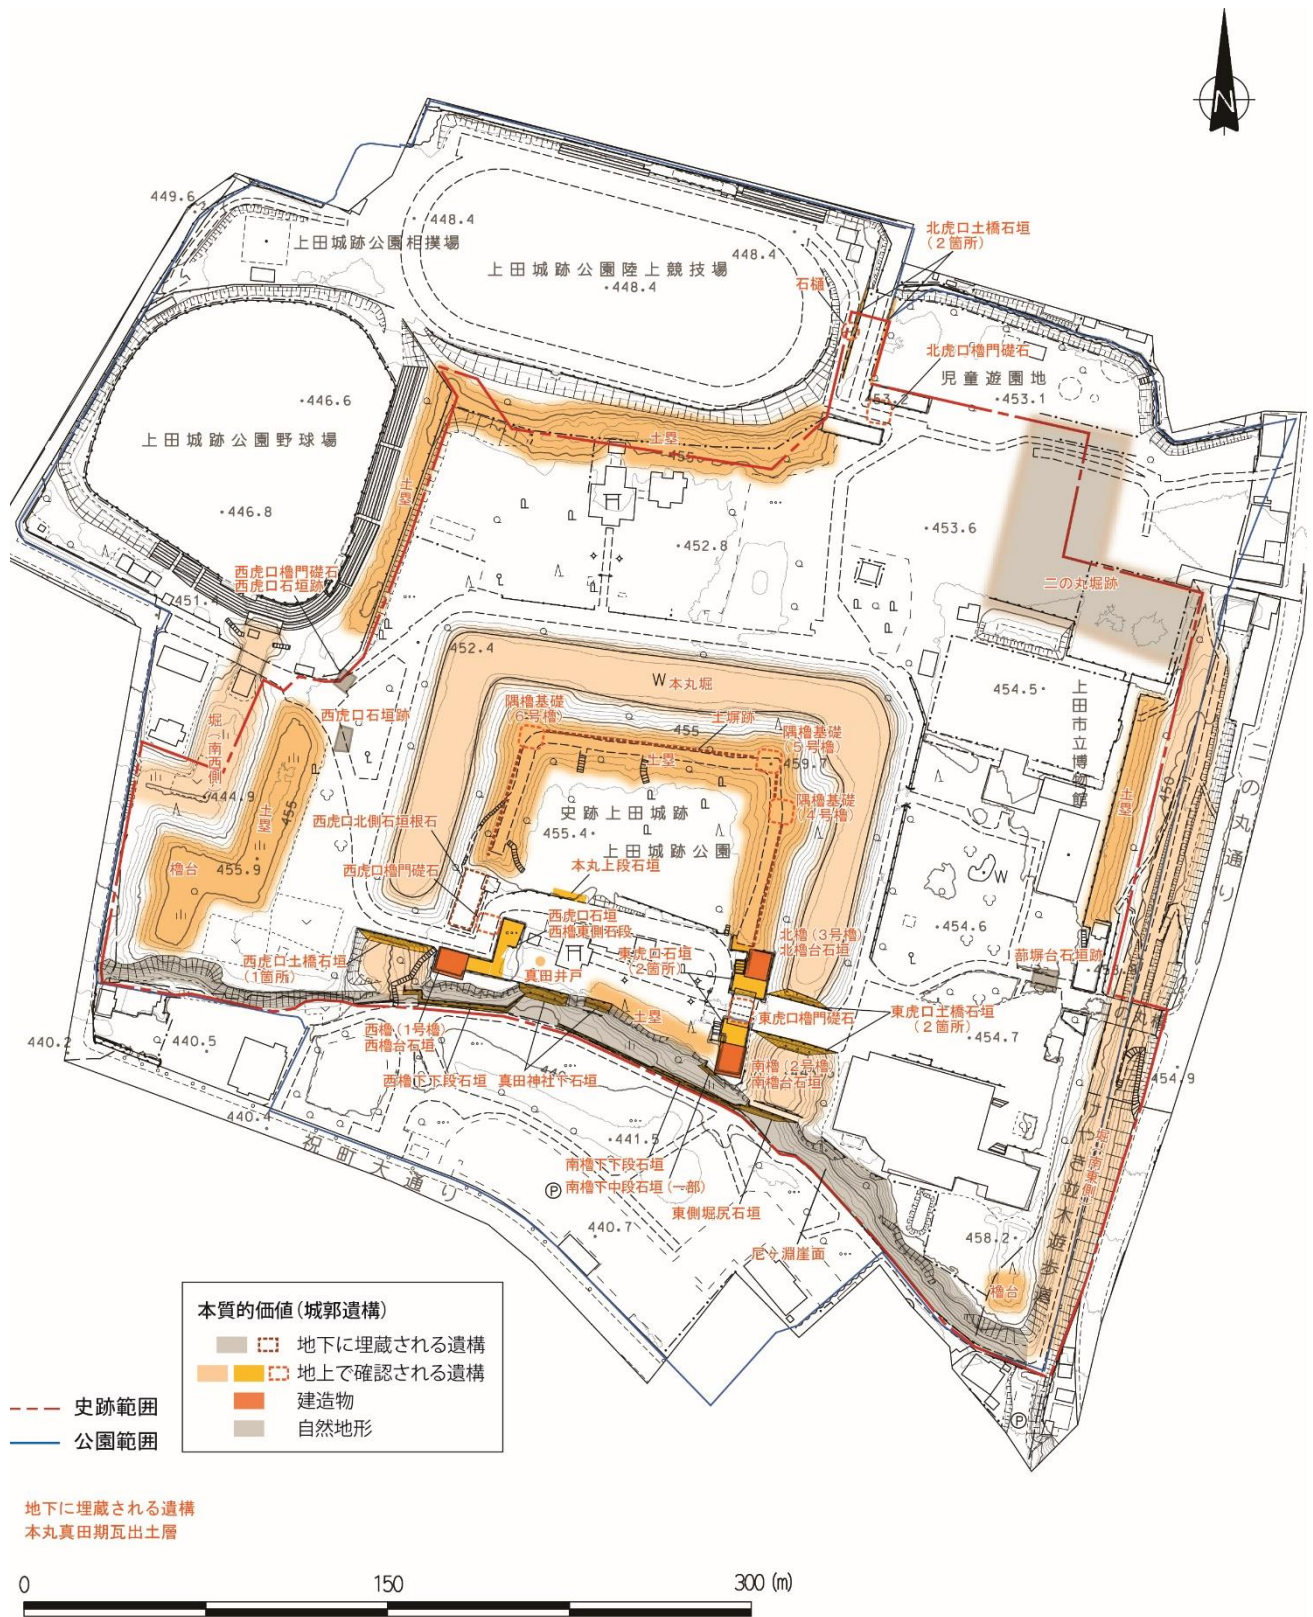 N
449.6
448.4
上田城跡公園相撲場
上田城跡公園陸上競技場
448.4
448.4
北虎口土橋石垣
(2箇所)
石樋
北虎口櫓門礎石
児童遊園地
453.2
453.1
446.6
上田城跡公園野球場
446.8
土塁
455
土塁
452.8
453.6
西虎口櫓門礎石
西虎口石垣跡
451.4
二の丸堀跡
452.4
W
本丸堀
454.5
上田市立博物館
西虎口石垣跡
隅櫓基礎
(6号櫓)
455
土塀跡
隅櫓基礎
(5号櫓)
459.7
土塁
堀(南西側)
444.9
土塁
455
隅櫓基礎
(4号櫓)
史跡上田城跡
455.4
上田城跡公園
西虎口北側石垣根石
土塁
450
二の丸通り
櫓台
455.9
西虎口櫓門礎石
本丸上段石垣
W
西虎口石垣
西櫓東側石段
北櫓(3号櫓)
北櫓台石垣
454.6
東虎口石垣
(2箇所)
西虎口土橋石垣
(1箇所)
真田井戸
蔀塀台石垣跡
二の丸橋
土塁
東虎口櫓門礎石
東虎口土橋石垣
(2箇所)
454.7
440.2
440.5
西櫓(1号櫓)
西櫓台石垣
南櫓(2号櫓)
南櫓台石垣
454.9
西櫓下下段石垣
真田神社下石垣
440.4
441.5
祝町大通り
南櫓下下段石垣
南櫓下中段石垣(一部)
P
東側堀尻石垣
440.7
尼ヶ淵崖面
458.2
櫓台
堀(南東側)
けやき並木遊歩道
P
本質的価値(城郭遺構)
地下に埋蔵される遺構
地上で確認される遺構
建造物
自然地形
史跡範囲
公園範囲
地下に埋蔵される遺構
本丸真田期瓦出土層
0
150
300 (m)